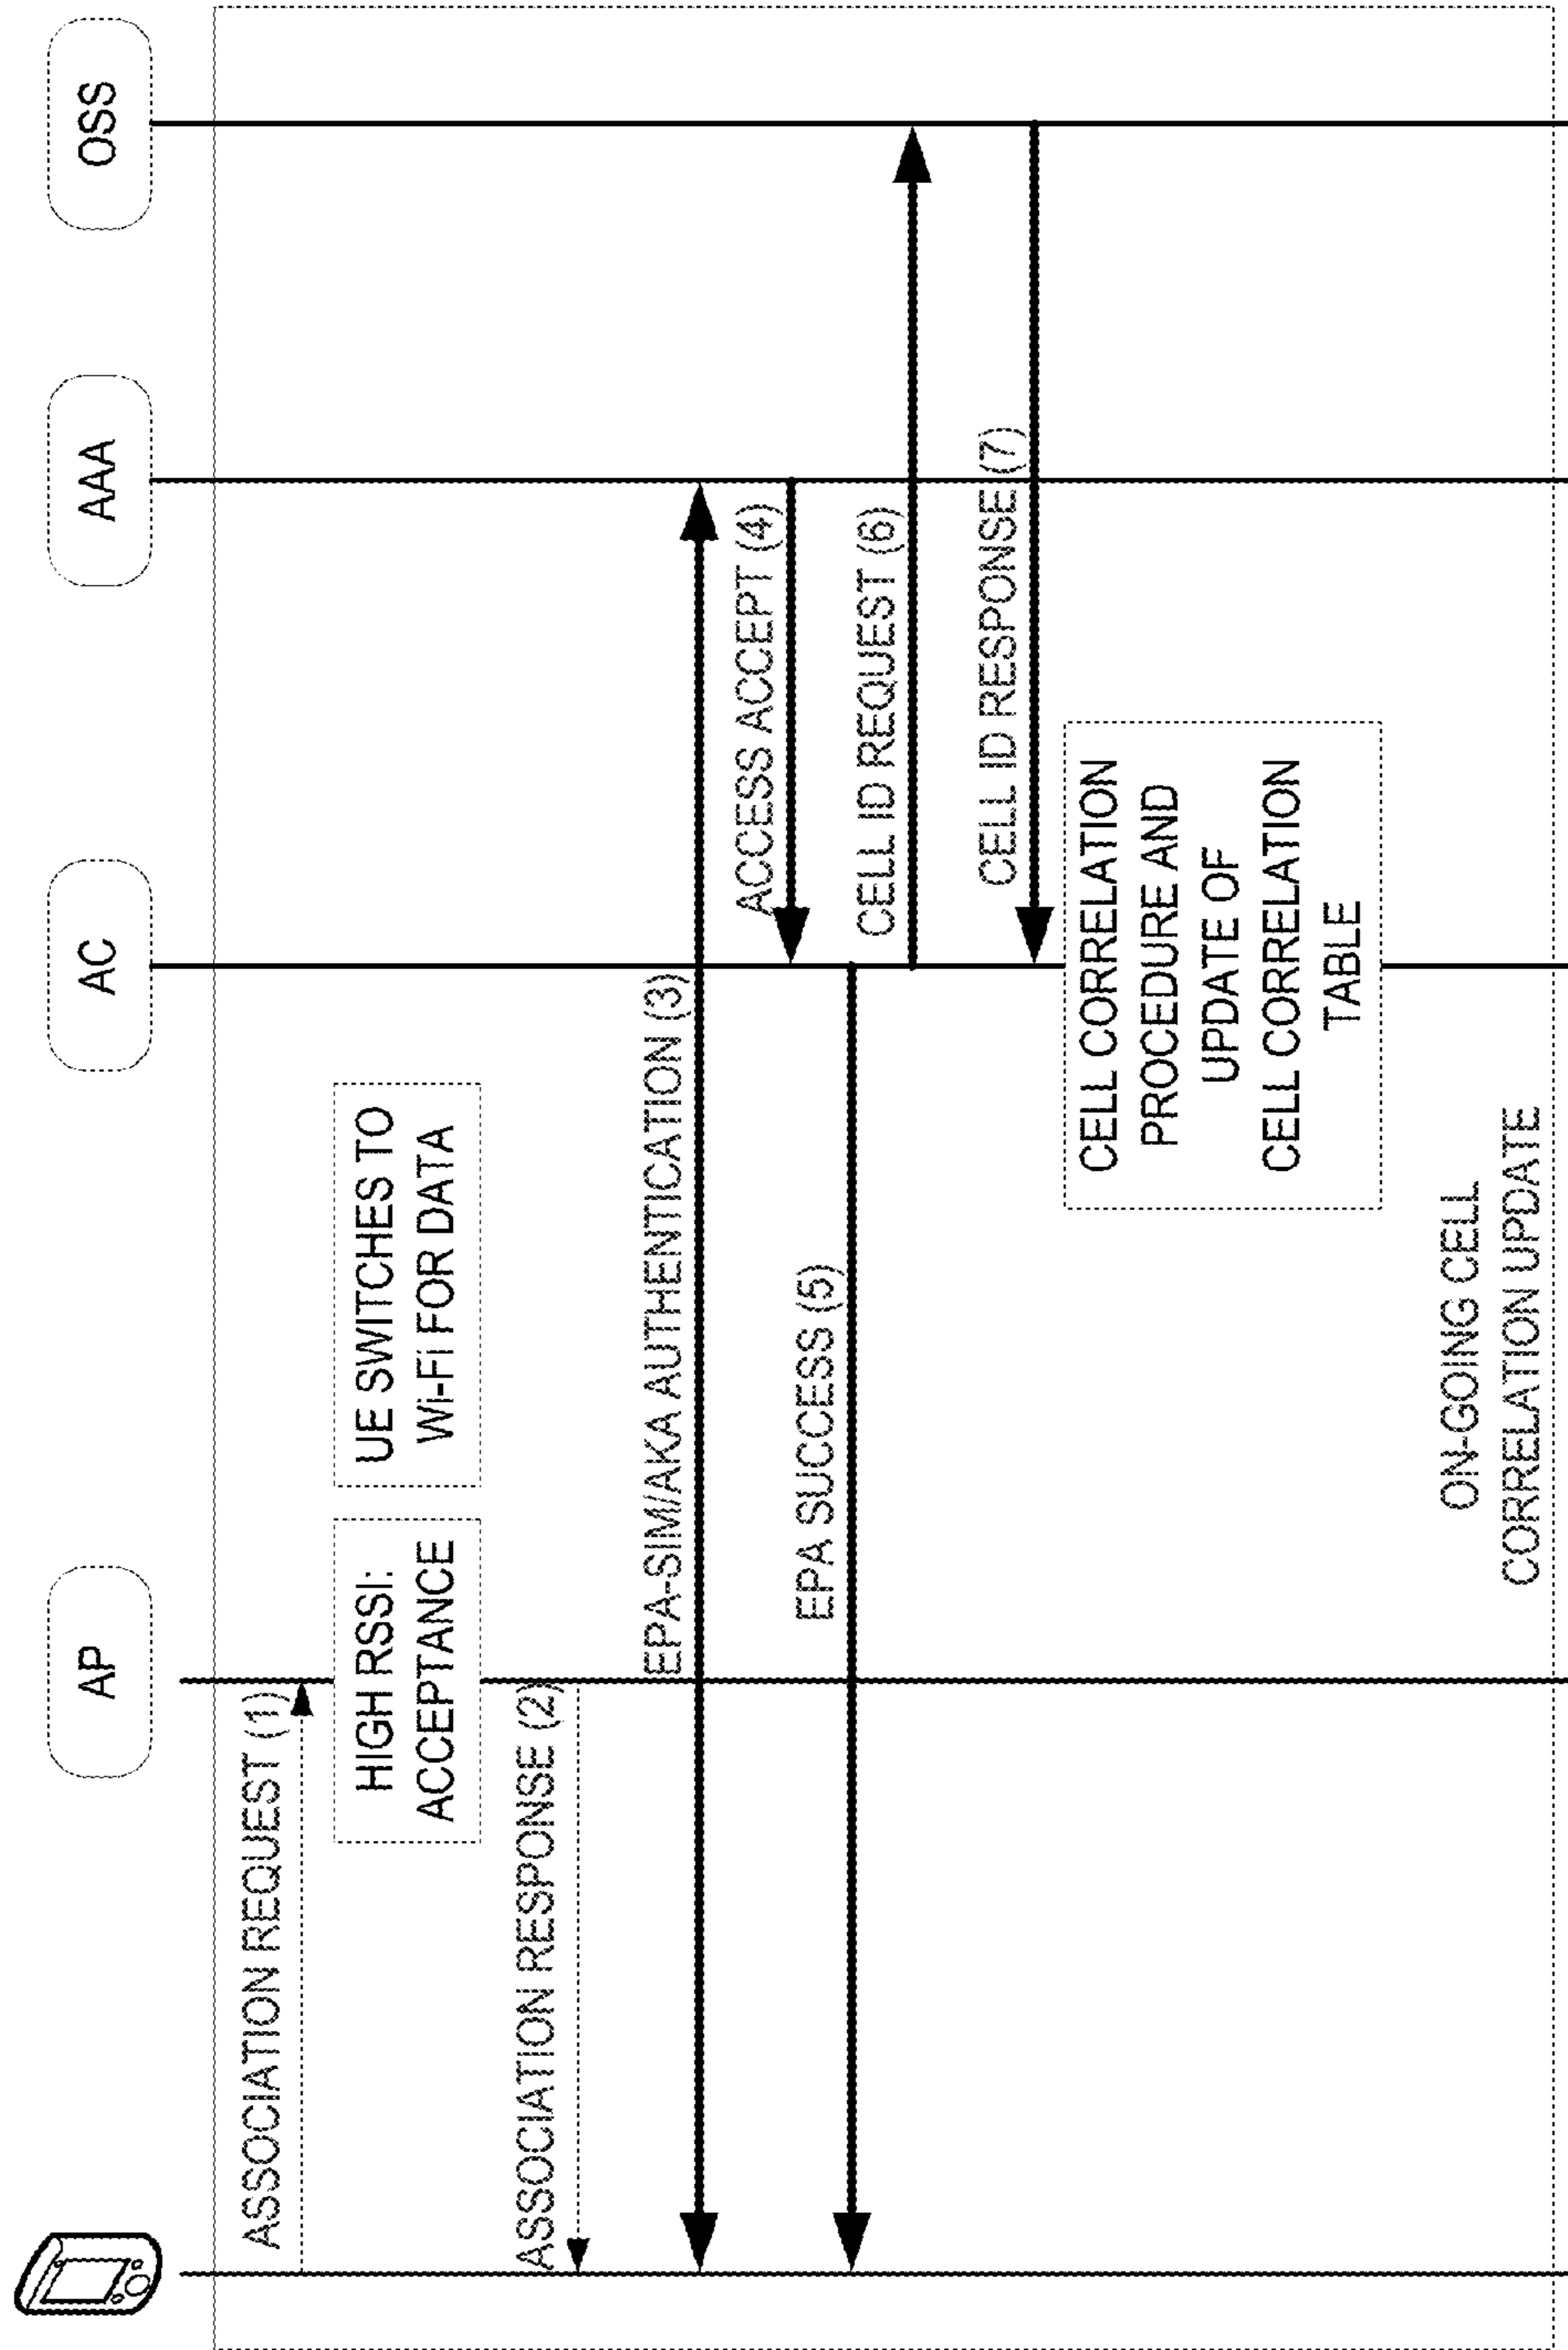 AP
AC
AAA
OSS
ASSOCIATION REQUEST (1)
HIGH RSSI:
ACCEPTANCE
UE SWITCHES TO
Wi-Fi FOR DATA
ASSOCIATION RESPONSE (2)
EPA-SIM/AKA AUTHENTICATION (3)
ACCESS ACCEPT (4)
EPA SUCCESS (5)
CELL ID REQUEST (6)
CELL ID RESPONSE (7)
CELL CORRELATION
PROCEDURE AND
UPDATE OF
CELL CORRELATION
TABLE
ON-GOING CELL
CORRELATION UPDATE